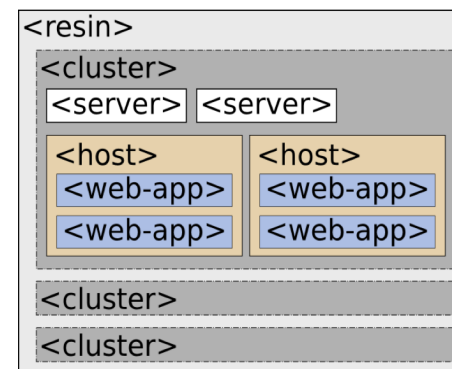 <resin>
<cluster>
<server> <server>
<host> <host>
<web-app> <web-app>
<web-app> <web-app>
<cluster>
<cluster>